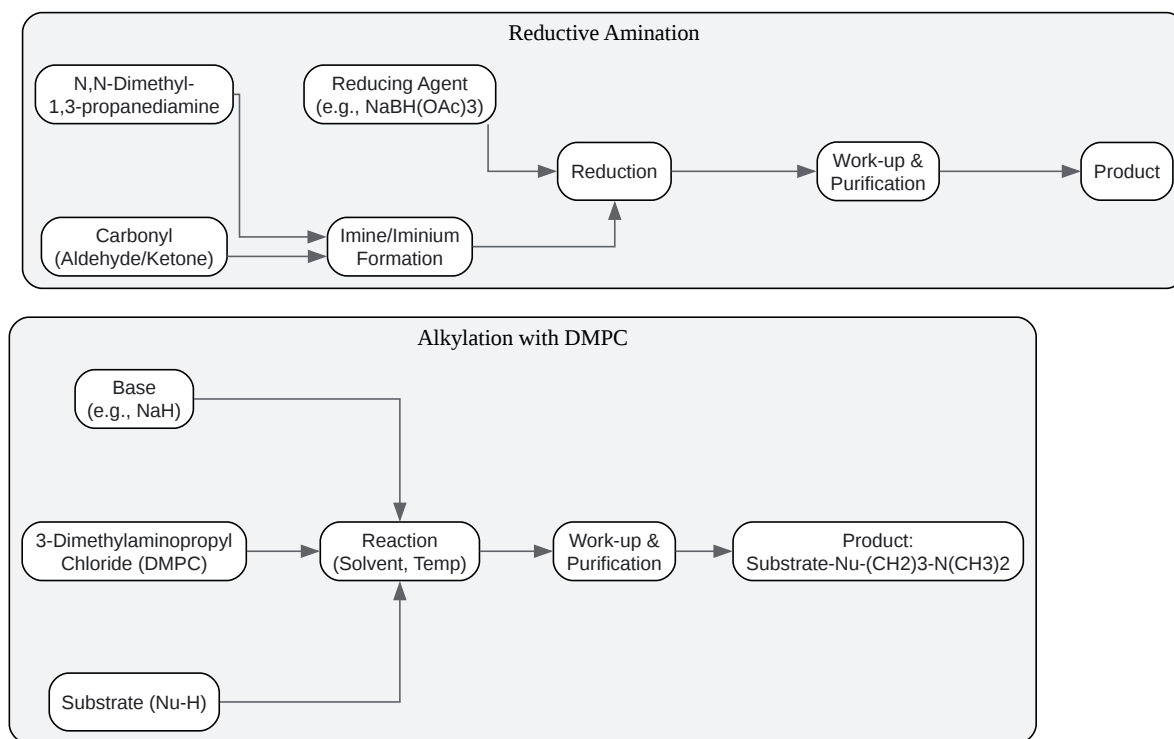 Reductive Amination
N,N-Dimethyl-
1,3-propanediamine
Reducing Agent
(e.g., NaBH(OAc)3)
Reduction
Work-up &
Purification
Product
Carbonyl
(Aldehyde/Ketone)
Imine/Iminium
Formation
Alkylation with DMPC
Base
(e.g., NaH)
3-Dimethylaminopropyl
Chloride (DMPC)
Reaction
(Solvent, Temp)
Work-up &
Purification
Product:
Substrate-Nu-(CH2)3-N(CH3)2
Substrate (Nu-H)